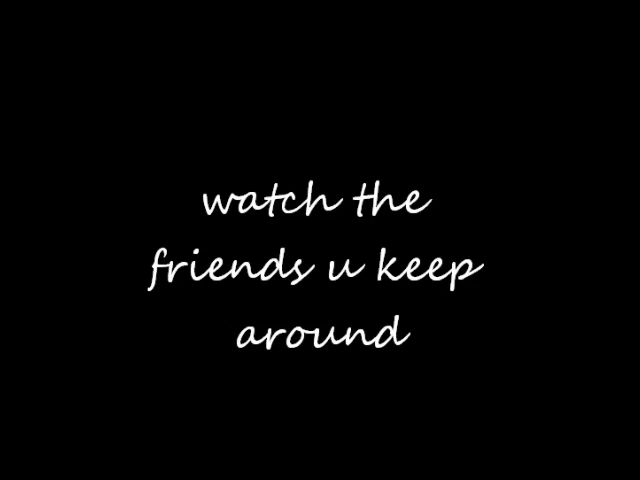 watch the
friends u keep
around